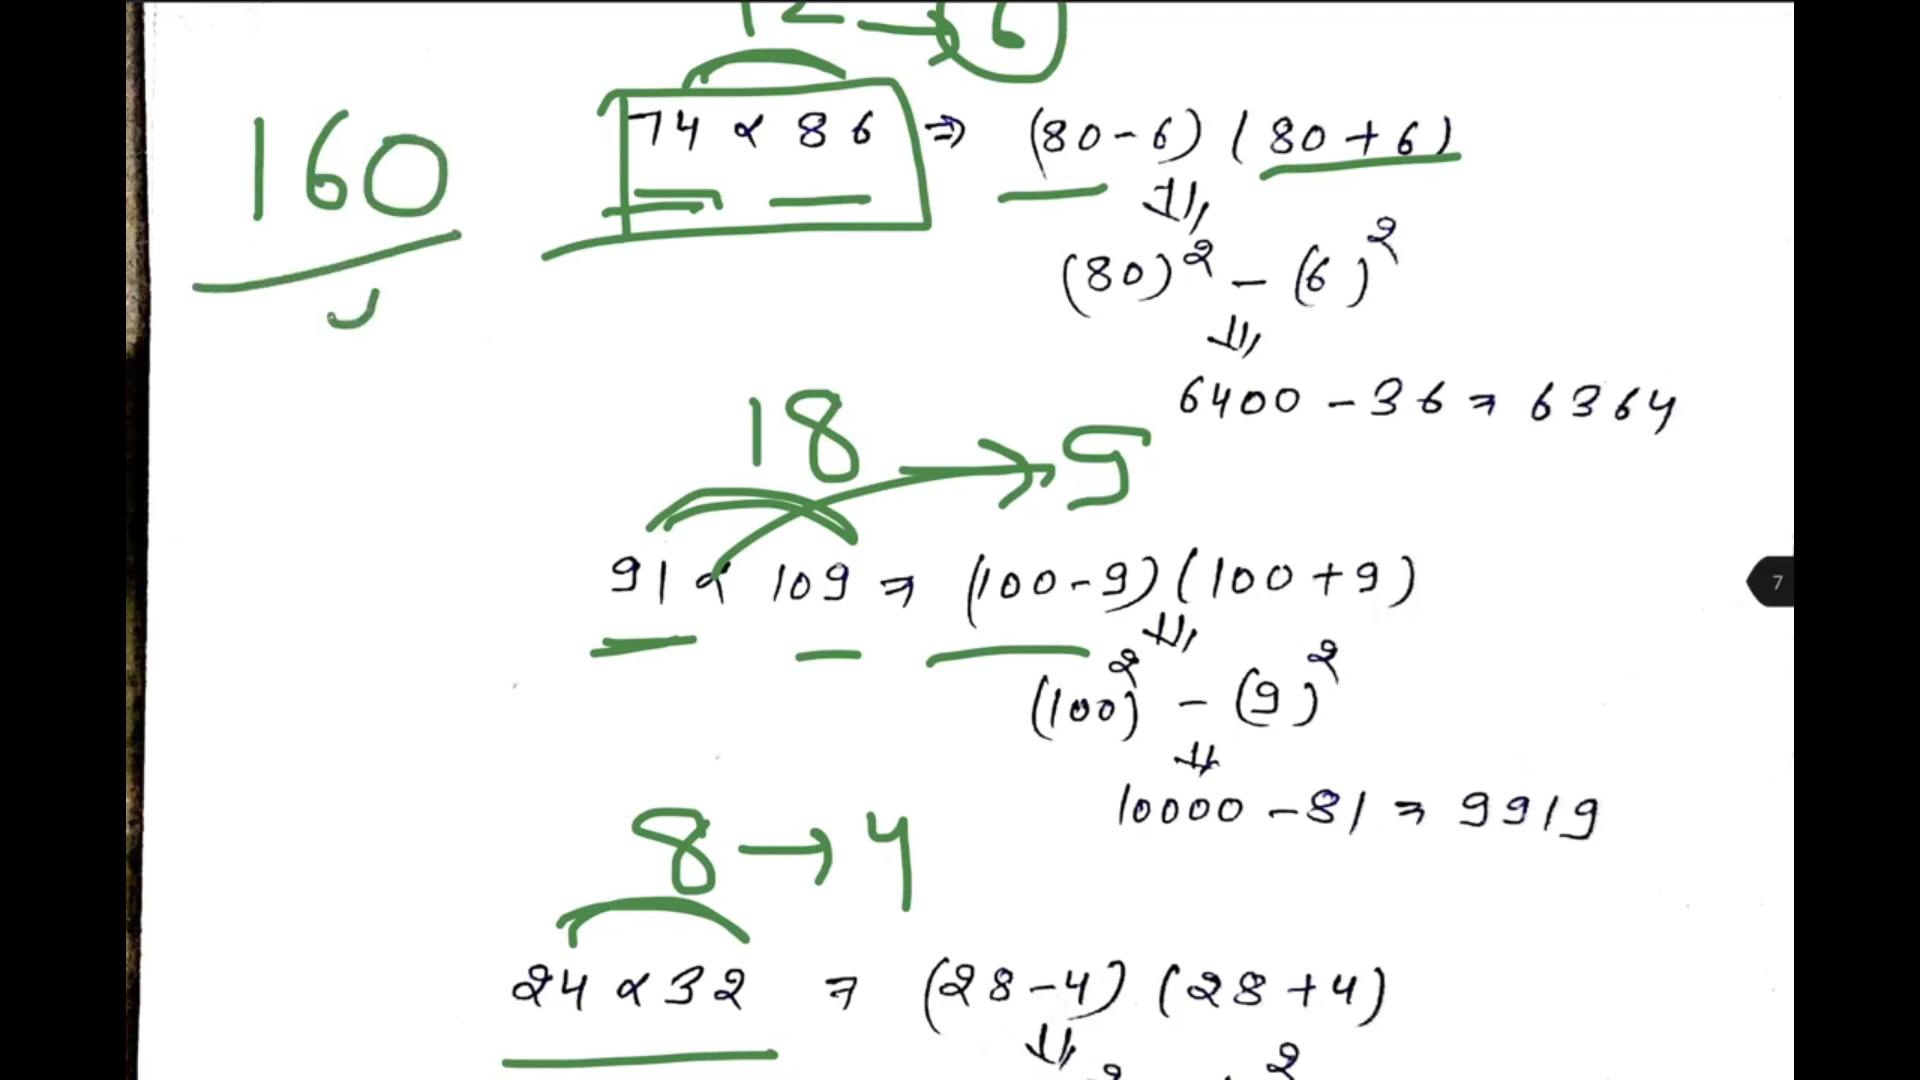 12 → 6
160
74 × 86 ⇒ (80-6) (80+6)
⇓
(80)² - (6)²
⇓
6400 - 36 = 6364
18 → 9
91 × 109 = (100-9) (100+9)
⇓
(100)² - (9)²
⇓
10000 - 81 = 9919
7
8 → 4
24 × 32 = (28-4) (28+4)
⇓